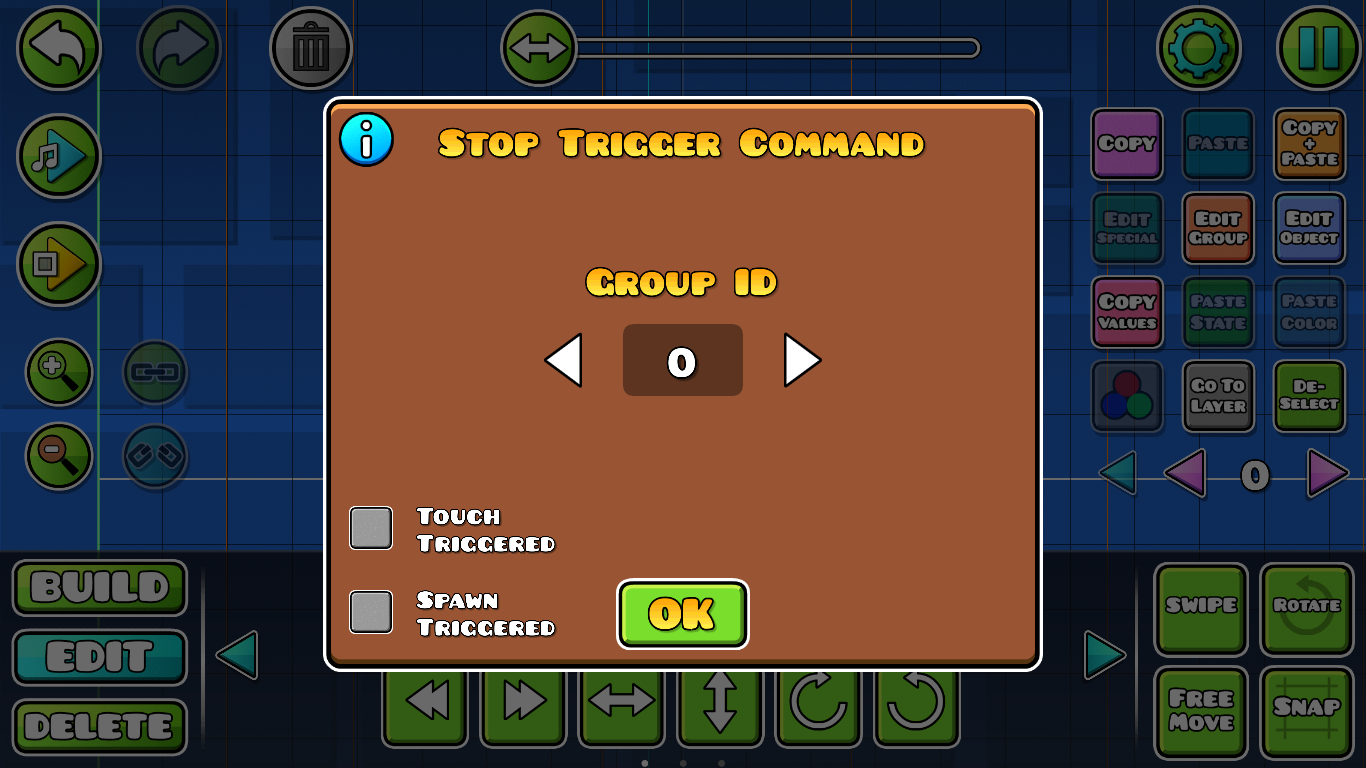 Stop Trigger Command
Group ID
0
Touch
Triggered
Spawn
Triggered
OK
Copy
Paste
Copy
+
Paste
Edit
Special
Edit
Group
Edit
Object
Copy
Values
Paste
State
Paste
Color
Go To
Layer
De-
Select
0
BUILD
EDIT
DELETE
Swipe
Rotate
Free
Move
Snap